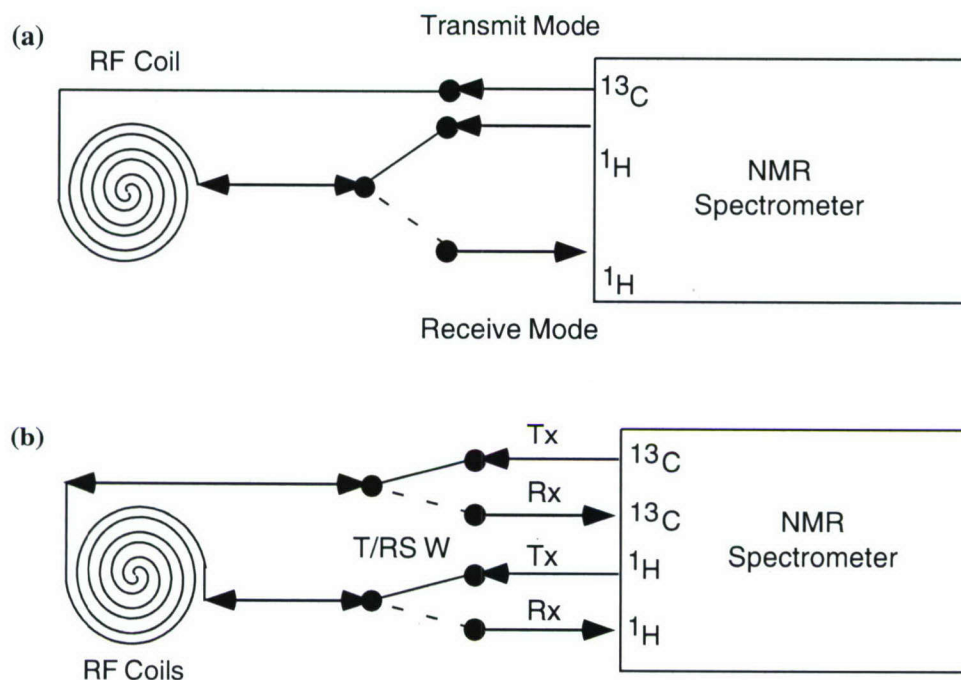 (a)
Transmit Mode
RF Coil
¹³C
¹H
NMR
Spectrometer
¹H
Receive Mode
(b)
Tx
¹³C
Rx
¹³C
NMR
Spectrometer
T/RS W
Tx
¹H
Rx
¹H
RF Coils